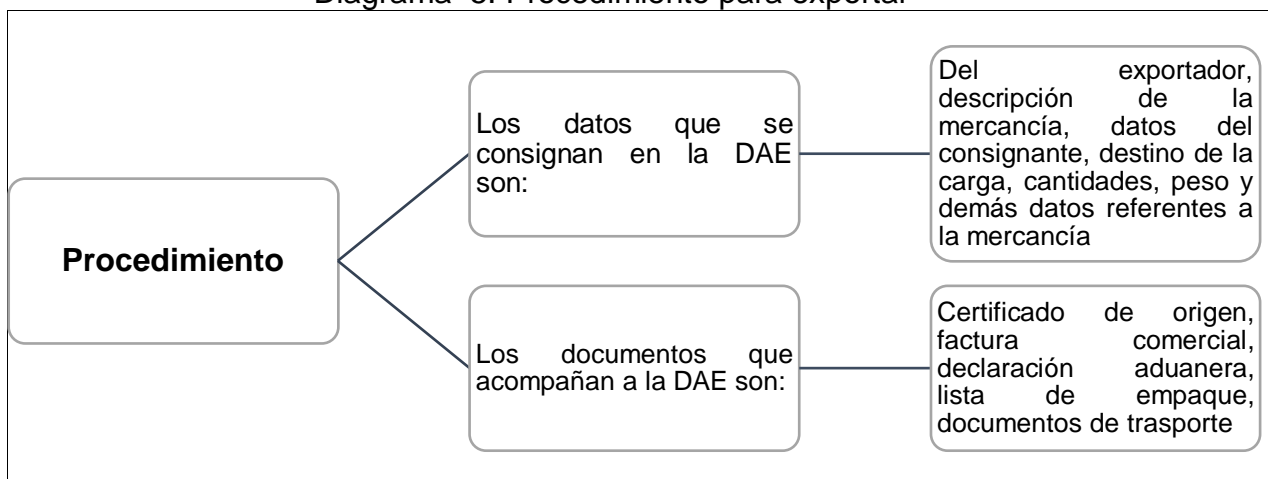 Diagrama 3. Procedimiento para exportar
Procedimiento
Los datos que se
consignan en la DAE
son:
Del exportador,
descripción de la
mercancía, datos del
consignante, destino de la
carga, cantidades, peso y
demás datos referentes a
la mercancía
Los documentos que
acompañan a la DAE son:
Certificado de origen,
factura comercial,
declaración aduanera,
lista de empaque,
documentos de trasporte